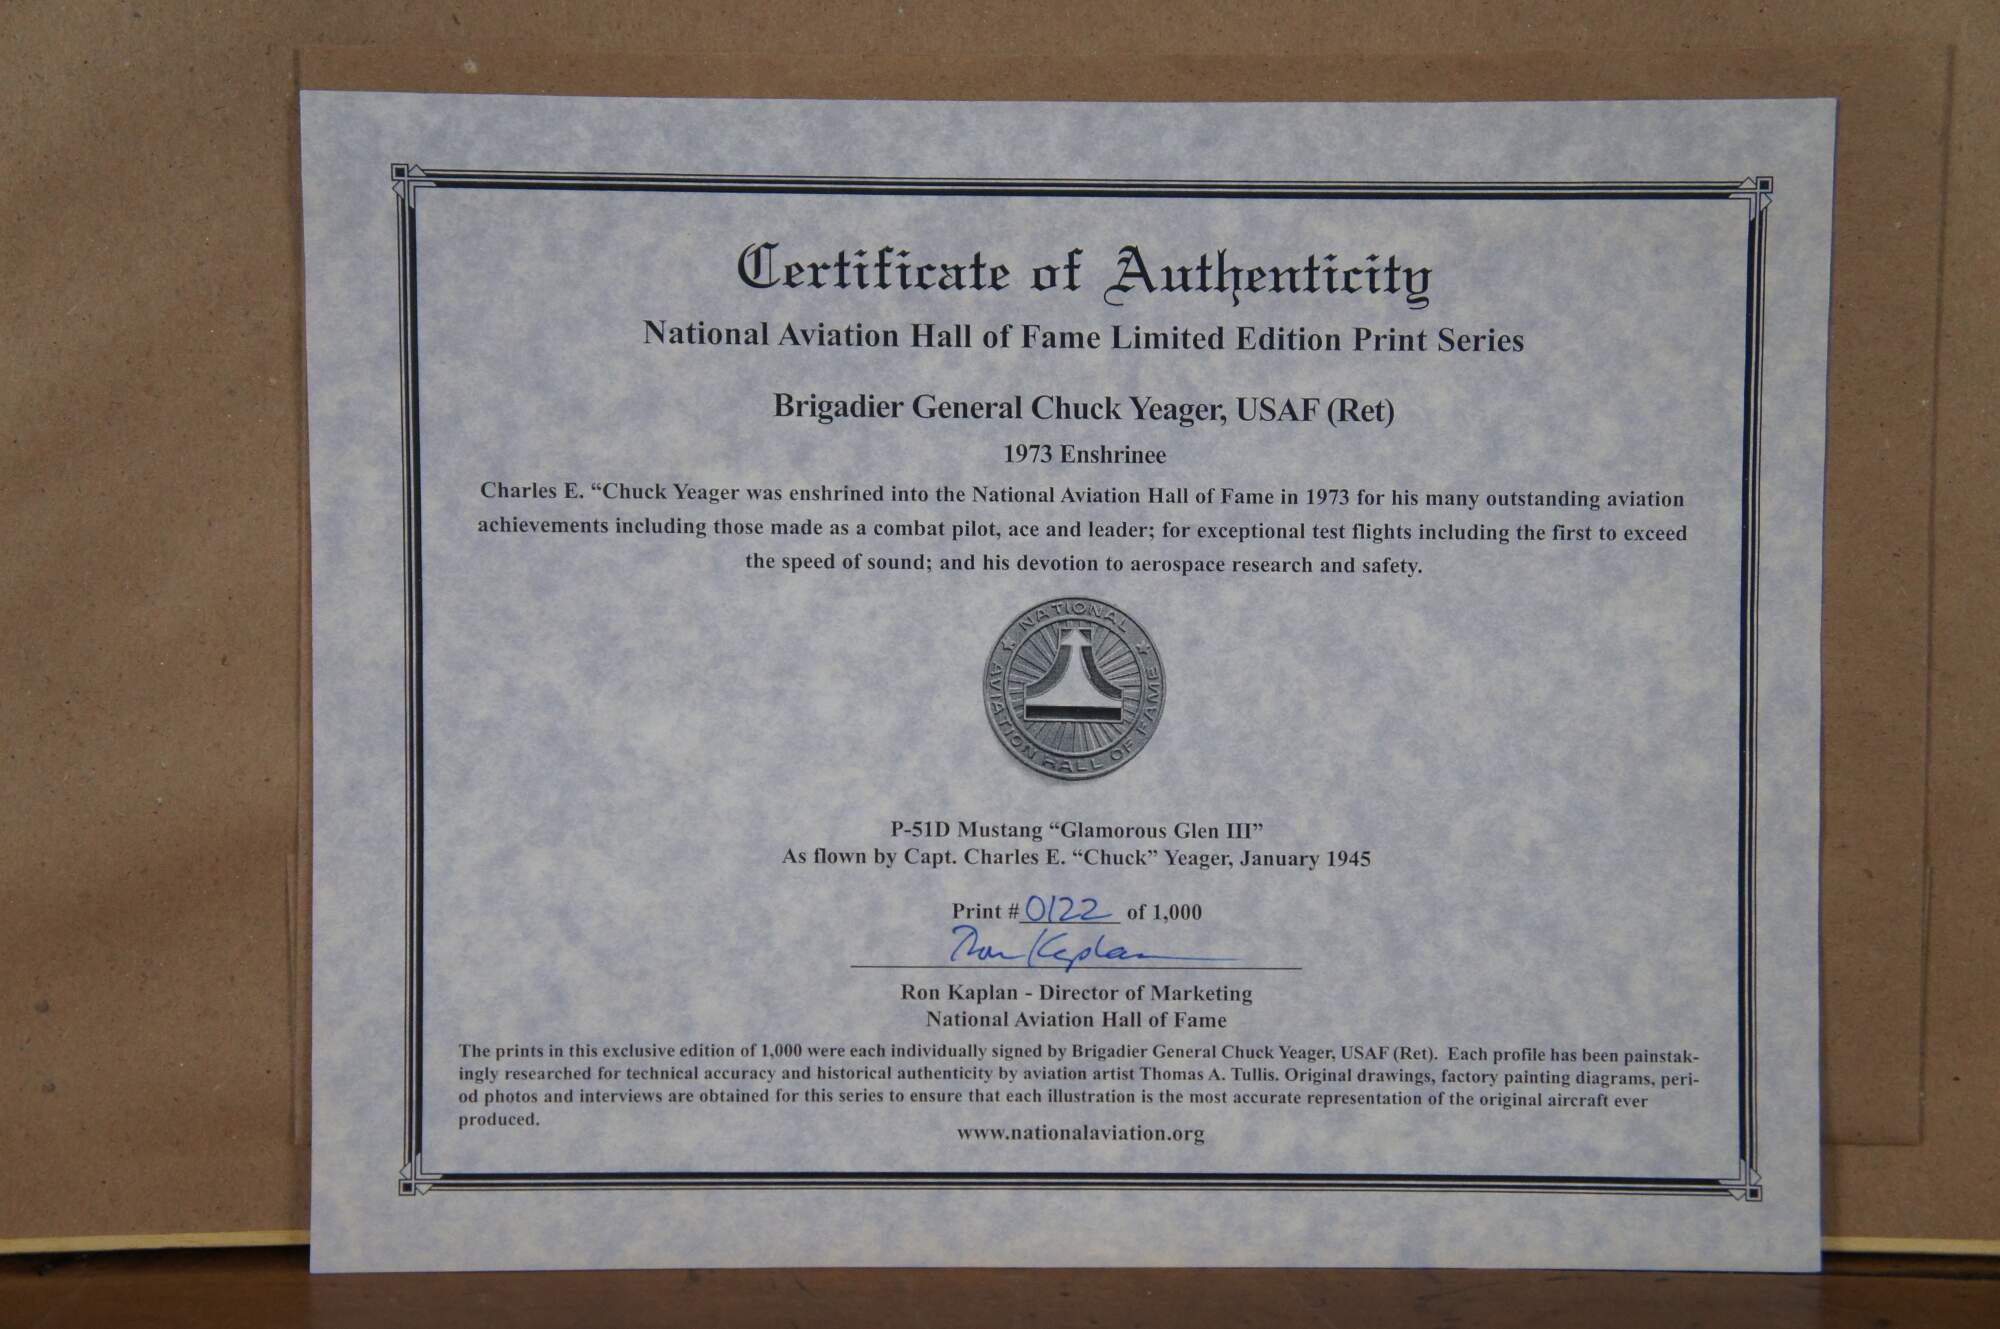 Certificate of Authenticity
National Aviation Hall of Fame Limited Edition Print Series
Brigadier General Chuck Yeager, USAF (Ret)
1973 Enshrinee
Charles E. “Chuck Yeager was enshrined into the National Aviation Hall of Fame in 1973 for his many outstanding aviation
achievements including those made as a combat pilot, ace and leader; for exceptional test flights including the first to exceed
the speed of sound; and his devotion to aerospace research and safety.
NATIONAL AVIATION HALL OF FAME
P-51D Mustang “Glamorous Glen III”
As flown by Capt. Charles E. “Chuck” Yeager, January 1945
Print # 0122 of 1,000
Ron Kaplan
Ron Kaplan - Director of Marketing
National Aviation Hall of Fame
The prints in this exclusive edition of 1,000 were each individually signed by Brigadier General Chuck Yeager, USAF (Ret). Each profile has been painstak-
ingly researched for technical accuracy and historical authenticity by aviation artist Thomas A. Tullis. Original drawings, factory painting diagrams, peri-
od photos and interviews are obtained for this series to ensure that each illustration is the most accurate representation of the original aircraft ever
produced.
www.nationalaviation.org